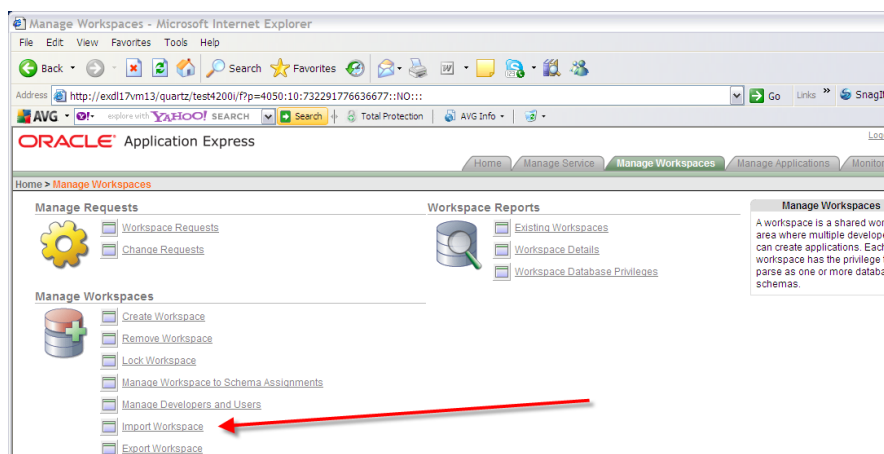 Manage Workspaces - Microsoft Internet Explorer
File Edit View Favorites Tools Help
Back Search Favorites
Address http://exdl17vm13/quartz/test4200i/f?p=4050:10:732291776636677::NO::: Go Links » SnagIt
AVG explore with YAHOO! SEARCH Search Total Protection AVG Info
ORACLE Application Express
Home Manage Service Manage Workspaces Manage Applications Monitor
Home > Manage Workspaces
Manage Requests
Workspace Requests
Change Requests
Workspace Reports
Existing Workspaces
Workspace Details
Workspace Database Privileges
Manage Workspaces
A workspace is a shared wor
area where multiple develope
can create applications. Each
workspace has the privilege
parse as one or more databa
schemas.
Manage Workspaces
Create Workspace
Remove Workspace
Lock Workspace
Manage Workspace to Schema Assignments
Manage Developers and Users
Import Workspace
Export Workspace